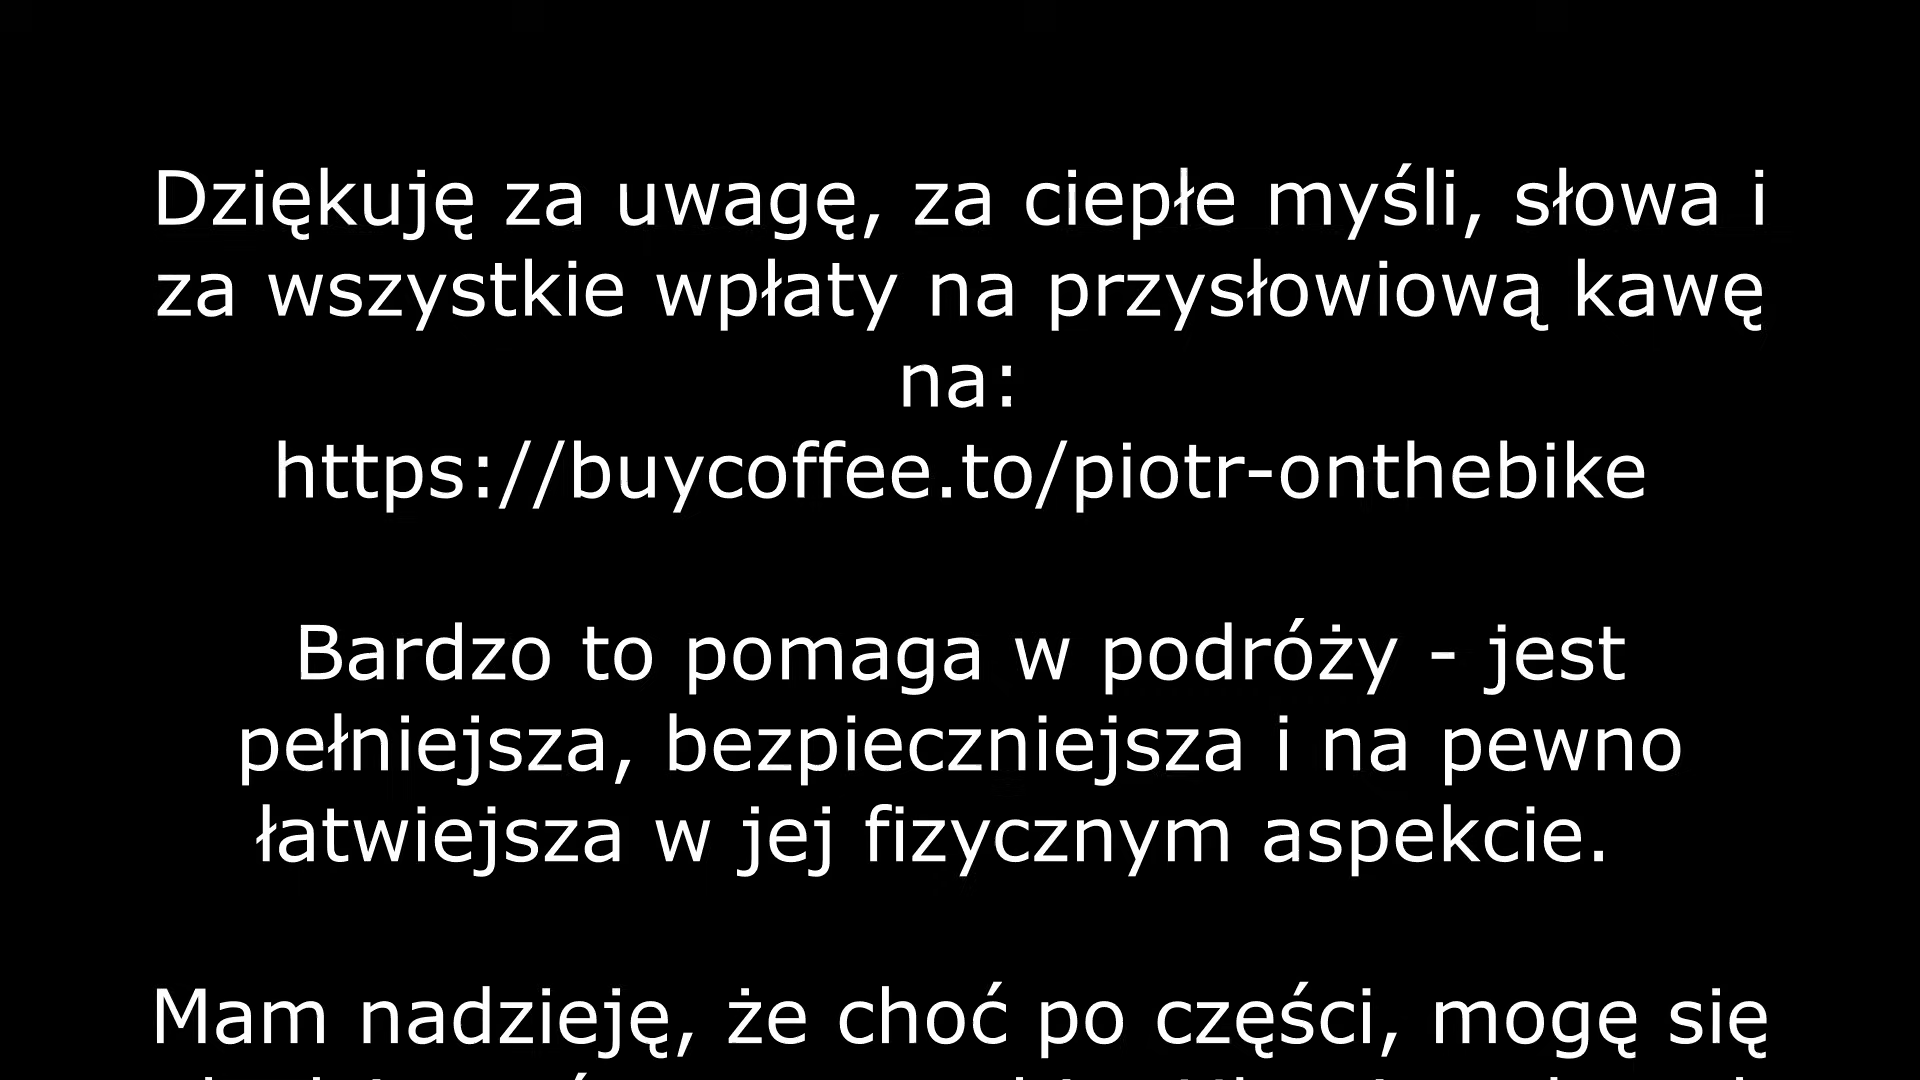 Dziękuję za uwagę, za ciepłe myśli, słowa i
za wszystkie wpłaty na przysłowiową kawę
na:
https://buycoffee.to/piotr-onthebike
Bardzo to pomaga w podróży - jest
pełniejsza, bezpieczniejsza i na pewno
łatwiejsza w jej fizycznym aspekcie.
Mam nadzieję, że choć po części, mogę się